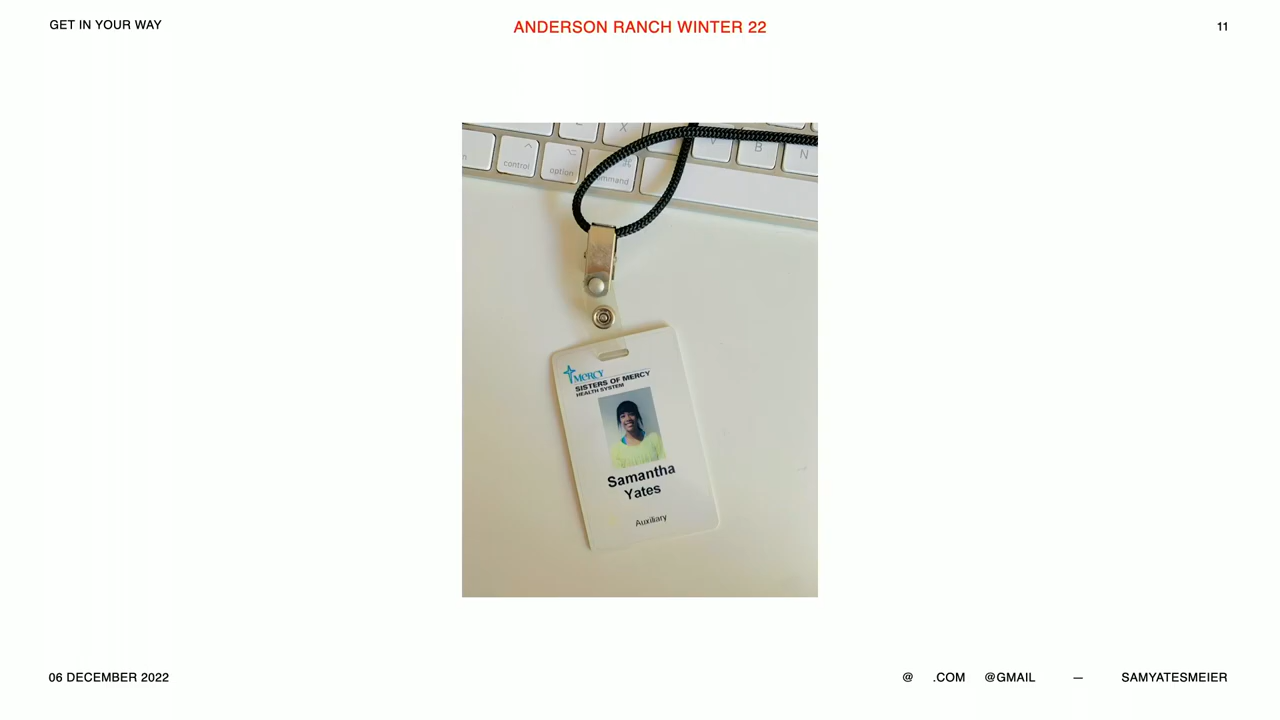 GET IN YOUR WAY
ANDERSON RANCH WINTER 22
11
X
V
B
N
control
option
command
MERCY
SISTERS OF MERCY
HEALTH SYSTEM
Samantha
Yates
Auxiliary
06 DECEMBER 2022
@ .COM @GMAIL — SAMYATESMEIER